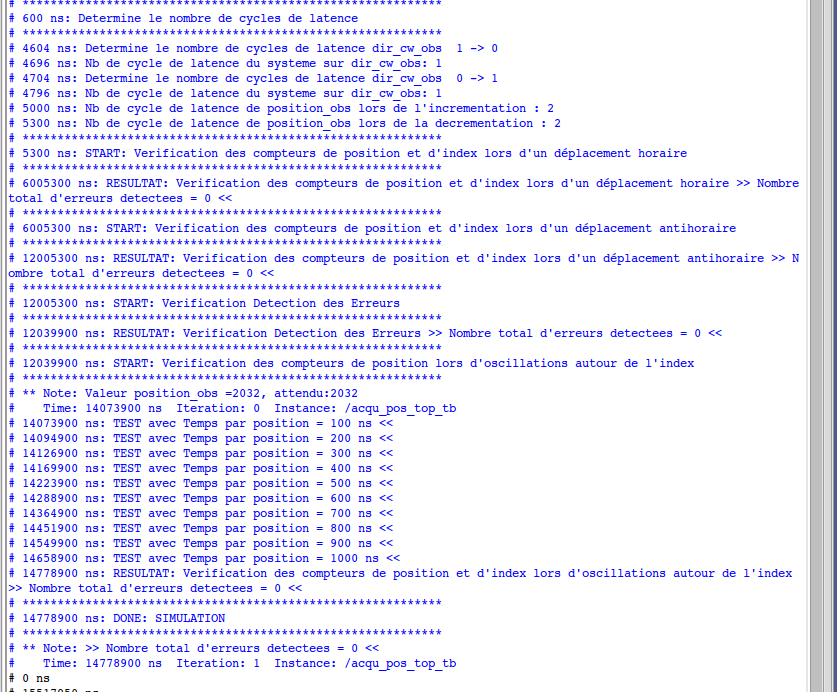 # **************************************************************
# 600 ns: Determine le nombre de cycles de latence
# **************************************************************
# 4604 ns: Determine le nombre de cycles de latence dir_cw_obs  1 -> 0
# 4696 ns: Nb de cycle de latence du systeme sur dir_cw_obs: 1
# 4704 ns: Determine le nombre de cycles de latence dir_cw_obs  0 -> 1
# 4796 ns: Nb de cycle de latence du systeme sur dir_cw_obs: 1
# 5000 ns: Nb de cycle de latence de position_obs lors de l'incrementation : 2
# 5300 ns: Nb de cycle de latence de position_obs lors de la decrementation : 2
# **************************************************************
# 5300 ns: START: Verification des compteurs de position et d'index lors d'un déplacement horaire
# **************************************************************
# 6005300 ns: RESULTAT: Verification des compteurs de position et d'index lors d'un déplacement horaire >> Nombre
total d'erreurs detectees = 0 <<
# **************************************************************
# 6005300 ns: START: Verification des compteurs de position et d'index lors d'un déplacement antihoraire
# **************************************************************
# 12005300 ns: RESULTAT: Verification des compteurs de position et d'index lors d'un déplacement antihoraire >> N
ombre total d'erreurs detectees = 0 <<
# **************************************************************
# 12005300 ns: START: Verification Detection des Erreurs
# **************************************************************
# 12039900 ns: RESULTAT: Verification Detection des Erreurs >> Nombre total d'erreurs detectees = 0 <<
# **************************************************************
# 12039900 ns: START: Verification des compteurs de position lors d'oscillations autour de l'index
# **************************************************************
# ** Note: Valeur position_obs =2032, attendu:2032
#    Time: 14073900 ns  Iteration: 0  Instance: /acqu_pos_top_tb
# 14073900 ns: TEST avec Temps par position = 100 ns <<
# 14094900 ns: TEST avec Temps par position = 200 ns <<
# 14126900 ns: TEST avec Temps par position = 300 ns <<
# 14169900 ns: TEST avec Temps par position = 400 ns <<
# 14223900 ns: TEST avec Temps par position = 500 ns <<
# 14288900 ns: TEST avec Temps par position = 600 ns <<
# 14364900 ns: TEST avec Temps par position = 700 ns <<
# 14451900 ns: TEST avec Temps par position = 800 ns <<
# 14549900 ns: TEST avec Temps par position = 900 ns <<
# 14658900 ns: TEST avec Temps par position = 1000 ns <<
# 14778900 ns: RESULTAT: Verification des compteurs de position et d'index lors d'oscillations autour de l'index
>> Nombre total d'erreurs detectees = 0 <<
# **************************************************************
# 14778900 ns: DONE: SIMULATION
# **************************************************************
# ** Note: >> Nombre total d'erreurs detectees = 0 <<
#    Time: 14778900 ns  Iteration: 1  Instance: /acqu_pos_top_tb
# 0 ns